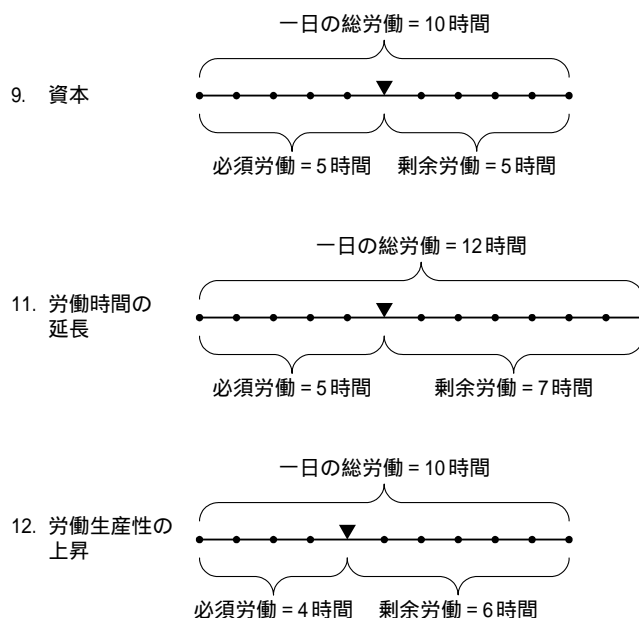 一日の総労働 = 10時間
9. 資本
必須労働 = 5時間 剰余労働 = 5時間
一日の総労働 = 12時間
11. 労働時間の
延長
必須労働 = 5時間 剰余労働 = 7時間
一日の総労働 = 10時間
12. 労働生産性の
上昇
必須労働 = 4時間 剰余労働 = 6時間